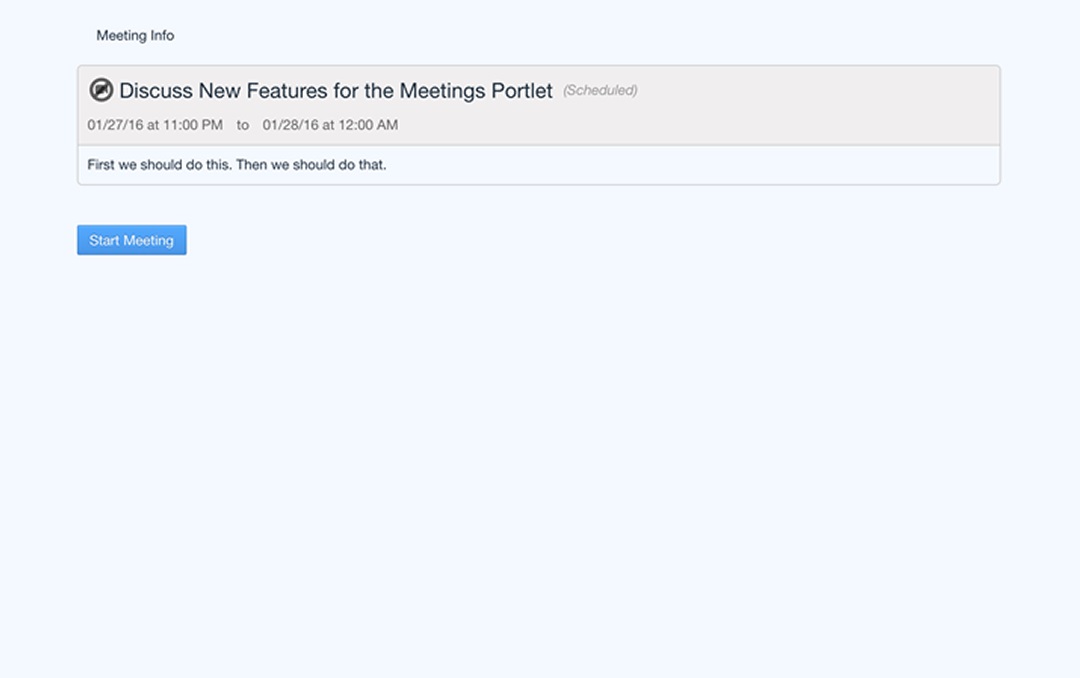 Meeting Info
Discuss New Features for the Meetings Portlet (Scheduled)
01/27/16 at 11:00 PM to 01/28/16 at 12:00 AM
First we should do this. Then we should do that.
Start Meeting